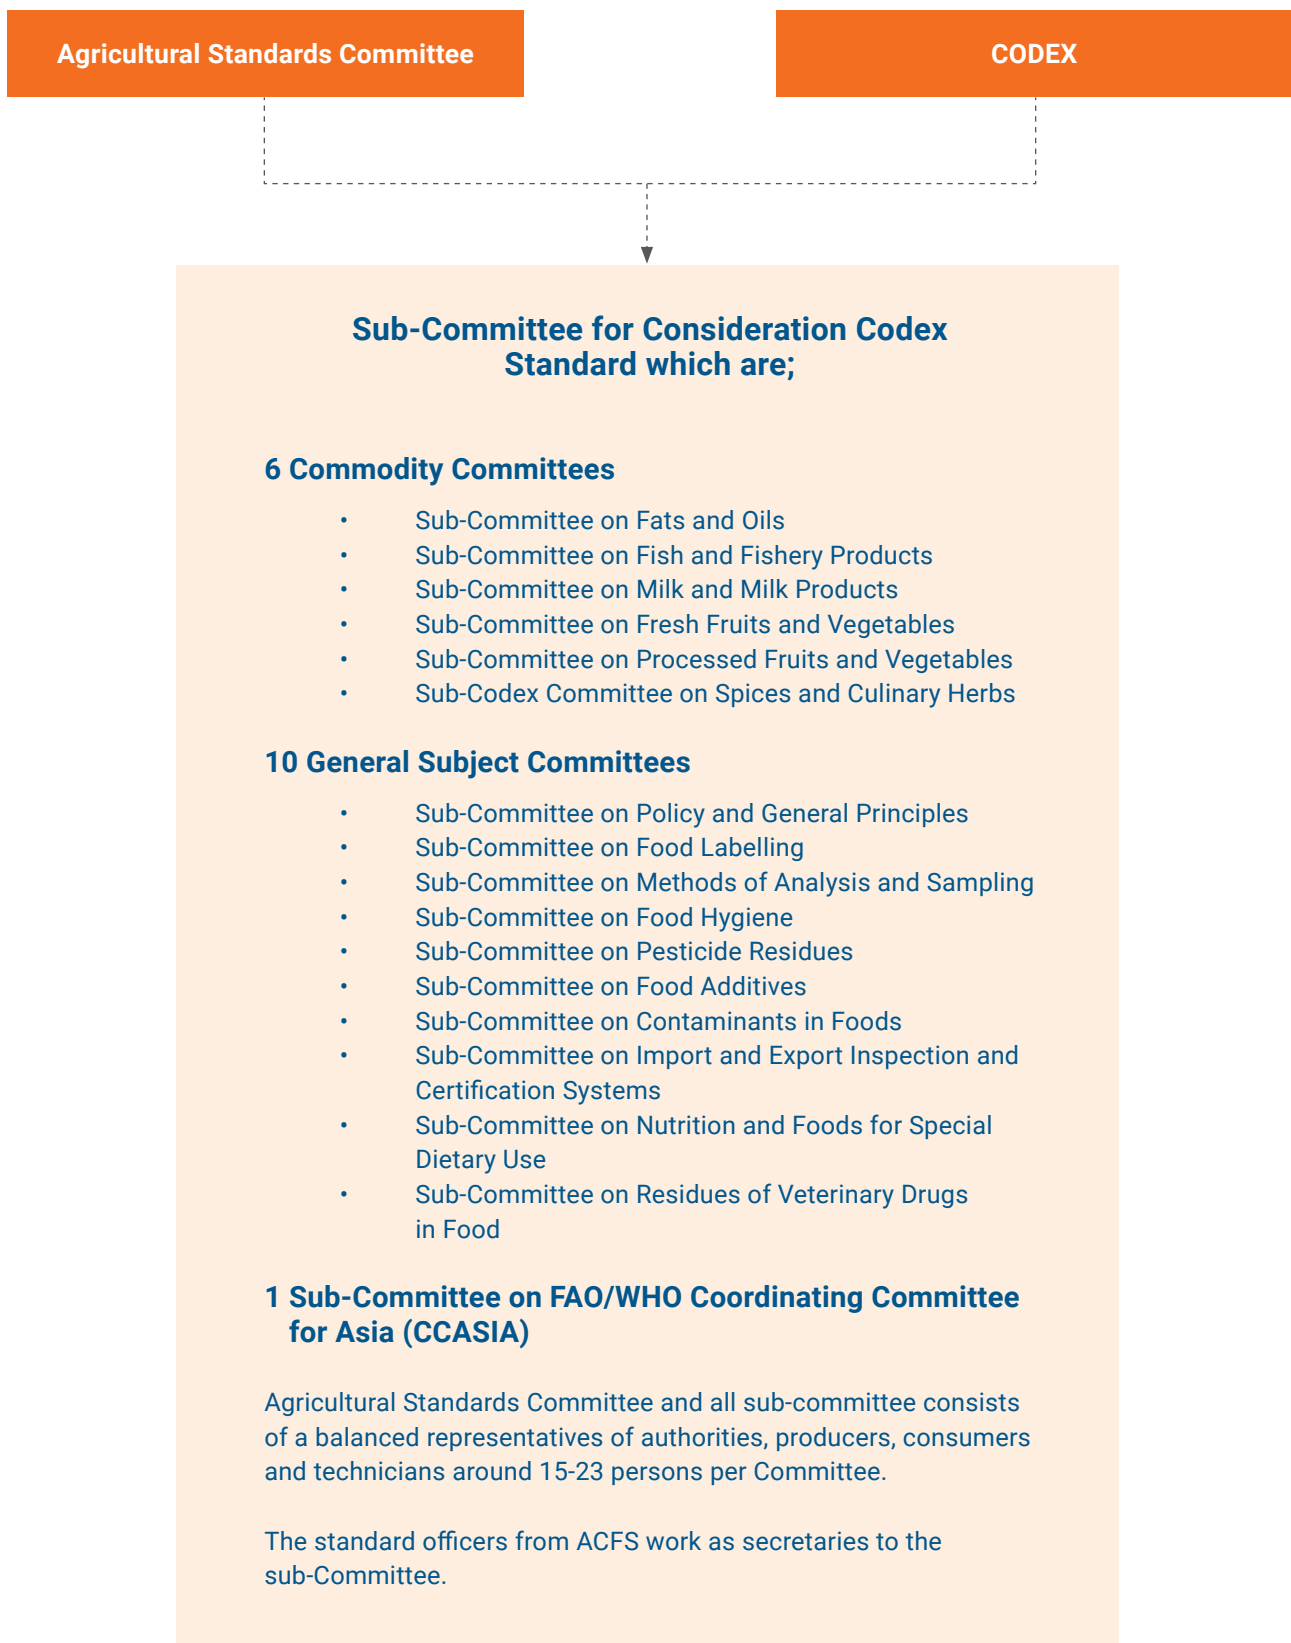 Agricultural Standards Committee
CODEX
Sub-Committee for Consideration Codex
Standard which are;
6 Commodity Committees
• Sub-Committee on Fats and Oils
• Sub-Committee on Fish and Fishery Products
• Sub-Committee on Milk and Milk Products
• Sub-Committee on Fresh Fruits and Vegetables
• Sub-Committee on Processed Fruits and Vegetables
• Sub-Codex Committee on Spices and Culinary Herbs
10 General Subject Committees
• Sub-Committee on Policy and General Principles
• Sub-Committee on Food Labelling
• Sub-Committee on Methods of Analysis and Sampling
• Sub-Committee on Food Hygiene
• Sub-Committee on Pesticide Residues
• Sub-Committee on Food Additives
• Sub-Committee on Contaminants in Foods
• Sub-Committee on Import and Export Inspection and
Certification Systems
• Sub-Committee on Nutrition and Foods for Special
Dietary Use
• Sub-Committee on Residues of Veterinary Drugs
in Food
1 Sub-Committee on FAO/WHO Coordinating Committee
for Asia (CCASIA)
Agricultural Standards Committee and all sub-committee consists
of a balanced representatives of authorities, producers, consumers
and technicians around 15-23 persons per Committee.
The standard officers from ACFS work as secretaries to the
sub-Committee.